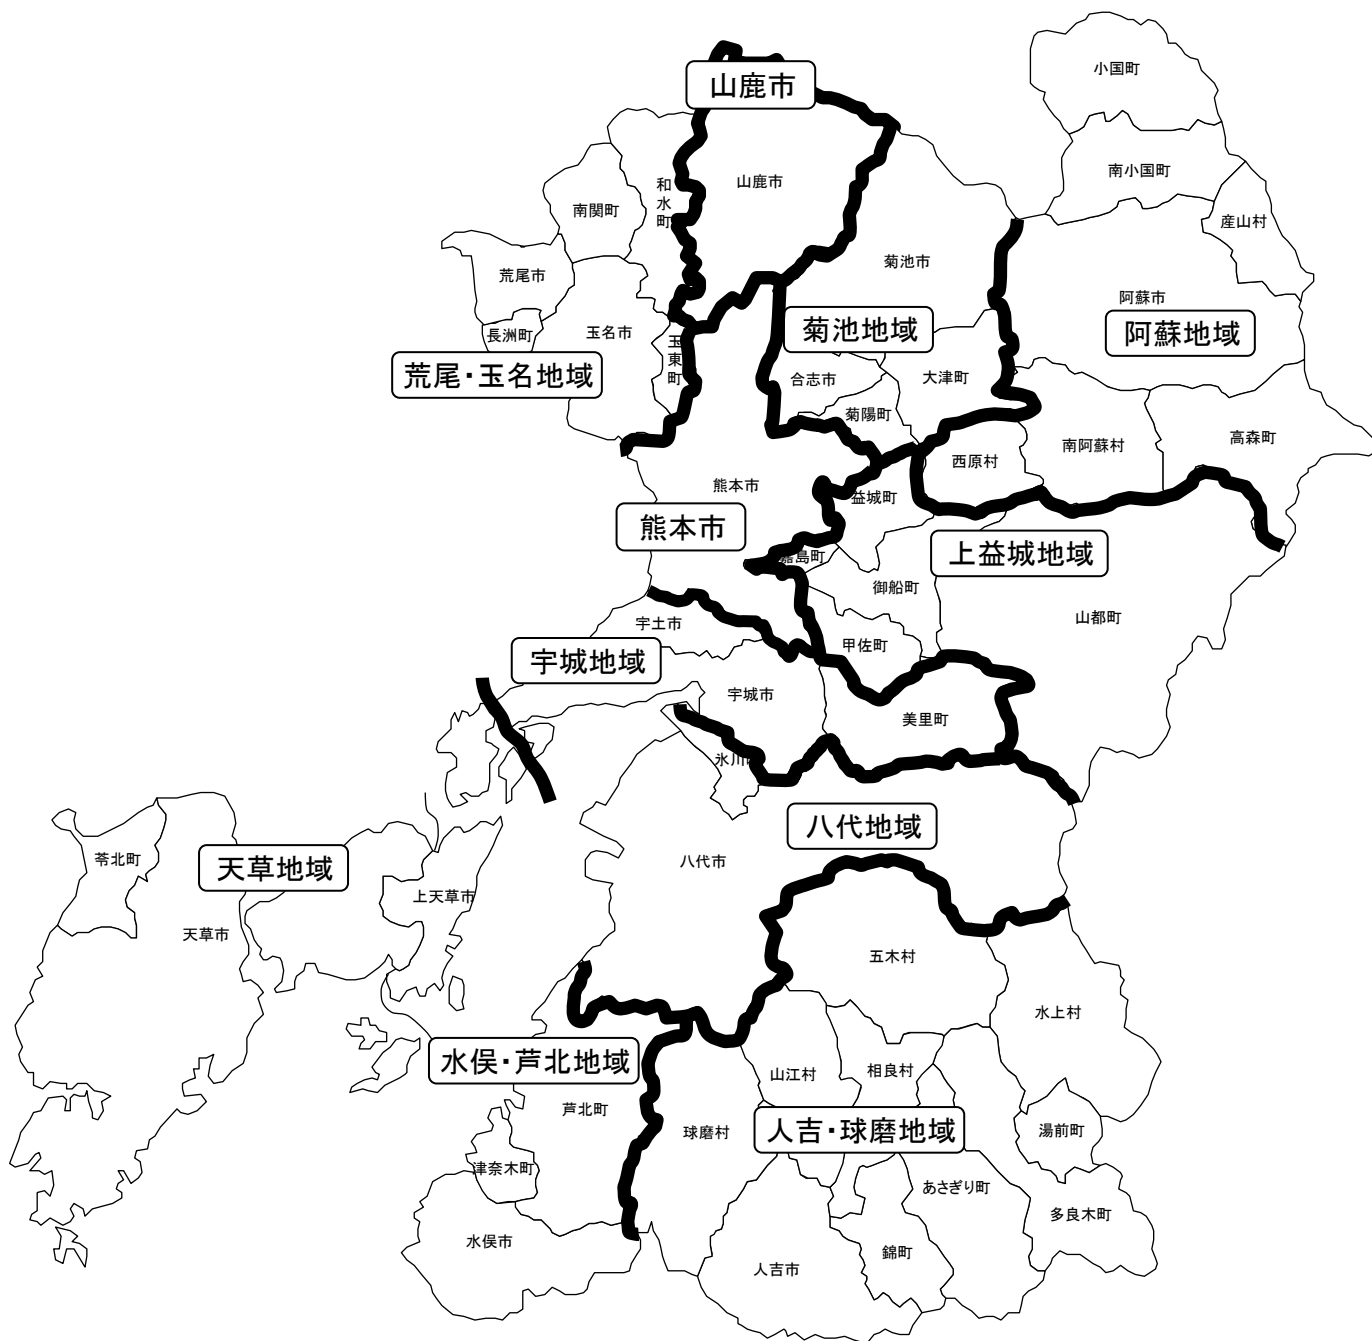 小国町
山鹿市
南小国町
山鹿市
和水町
南関町
産山村
菊池市
荒尾市
阿蘇市
菊池地域
阿蘇地域
長洲町
玉名市
玉東町
荒尾・玉名地域
合志市
大津町
菊陽町
南阿蘇村
高森町
西原村
熊本市
益城町
熊本市
上益城地域
嘉島町
御船町
山都町
宇土市
甲佐町
宇城地域
宇城市
美里町
氷川町
八代地域
苓北町
天草地域
八代市
上天草市
天草市
五木村
水上村
水俣・芦北地域
山江村
相良村
芦北町
球磨村
人吉・球磨地域
湯前町
津奈木町
あさぎり町
多良木町
水俣市
錦町
人吉市